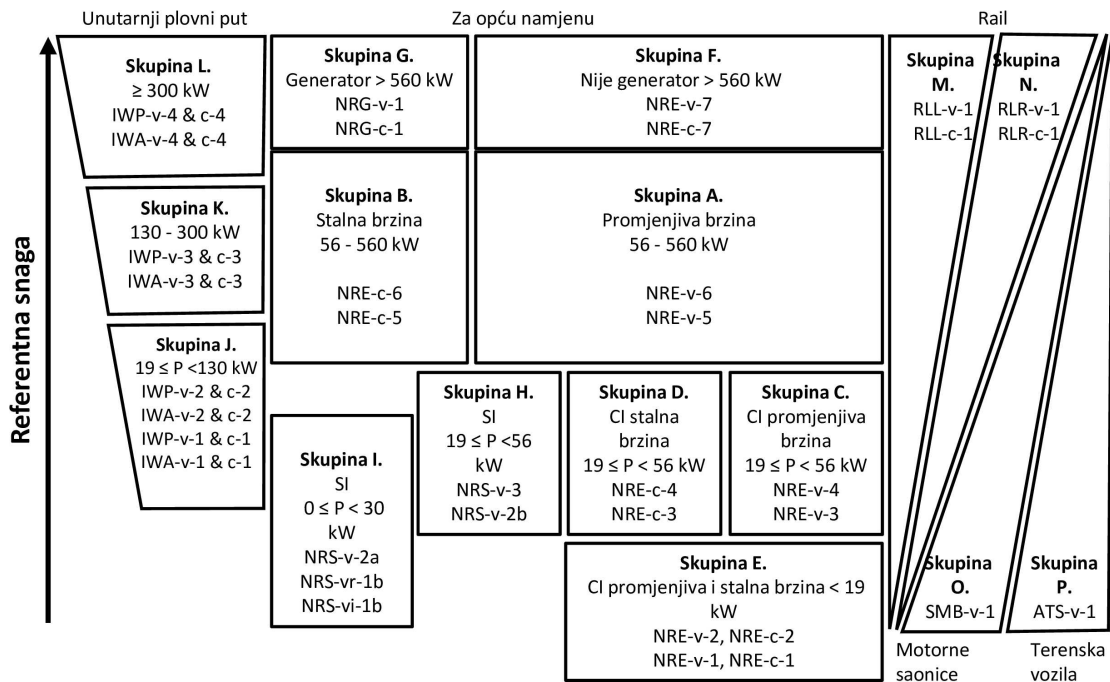 Unutarnji plovni put
Za opću namjenu
Rail
Referentna snaga
Skupina L.
≥ 300 kW
IWP-v-4 & c-4
IWA-v-4 & c-4
Skupina K.
130 - 300 kW
IWP-v-3 & c-3
IWA-v-3 & c-3
Skupina J.
19 ≤ P <130 kW
IWP-v-2 & c-2
IWA-v-2 & c-2
IWP-v-1 & c-1
IWA-v-1 & c-1
Skupina G.
Generator > 560 kW
NRG-v-1
NRG-c-1
Skupina F.
Nije generator > 560 kW
NRE-v-7
NRE-c-7
Skupina B.
Stalna brzina
56 - 560 kW
NRE-c-6
NRE-c-5
Skupina A.
Promjenjiva brzina
56 - 560 kW
NRE-v-6
NRE-v-5
Skupina I.
SI
0 ≤ P < 30
kW
NRS-v-2a
NRS-vr-1b
NRS-vi-1b
Skupina H.
SI
19 ≤ P <56
kW
NRS-v-3
NRS-v-2b
Skupina D.
CI stalna
brzina
19 ≤ P < 56 kW
NRE-c-4
NRE-c-3
Skupina C.
CI promjenjiva
brzina
19 ≤ P < 56 kW
NRE-v-4
NRE-v-3
Skupina E.
CI promjenjiva i stalna brzina < 19
kW
NRE-v-2, NRE-c-2
NRE-v-1, NRE-c-1
Skupina
M.
RLL-v-1
RLL-c-1
Skupina
N.
RLR-v-1
RLR-c-1
Skupina
O.
SMB-v-1
Skupina
P.
ATS-v-1
Motorne
saonice
Terenska
vozila